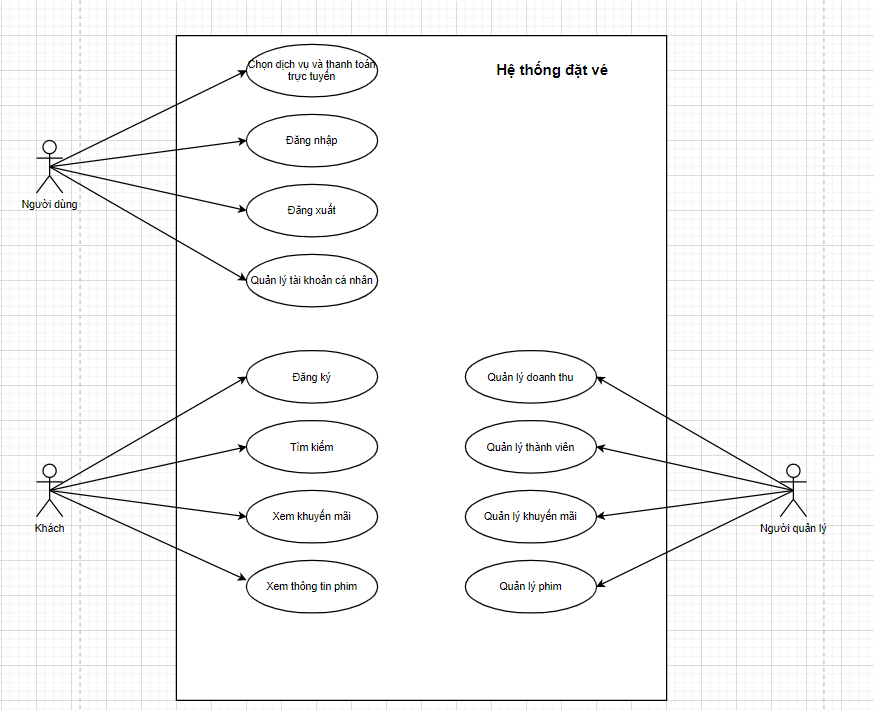 Chọn dịch vụ và thanh toán
trực tuyến
Hệ thống đặt vé
Đăng nhập
Đăng xuất
Người dùng
Quản lý tài khoản cá nhân
Đăng ký
Quản lý doanh thu
Tìm kiếm
Quản lý thành viên
Xem khuyến mãi
Quản lý khuyến mãi
Khách
Người quản lý
Xem thông tin phim
Quản lý phim